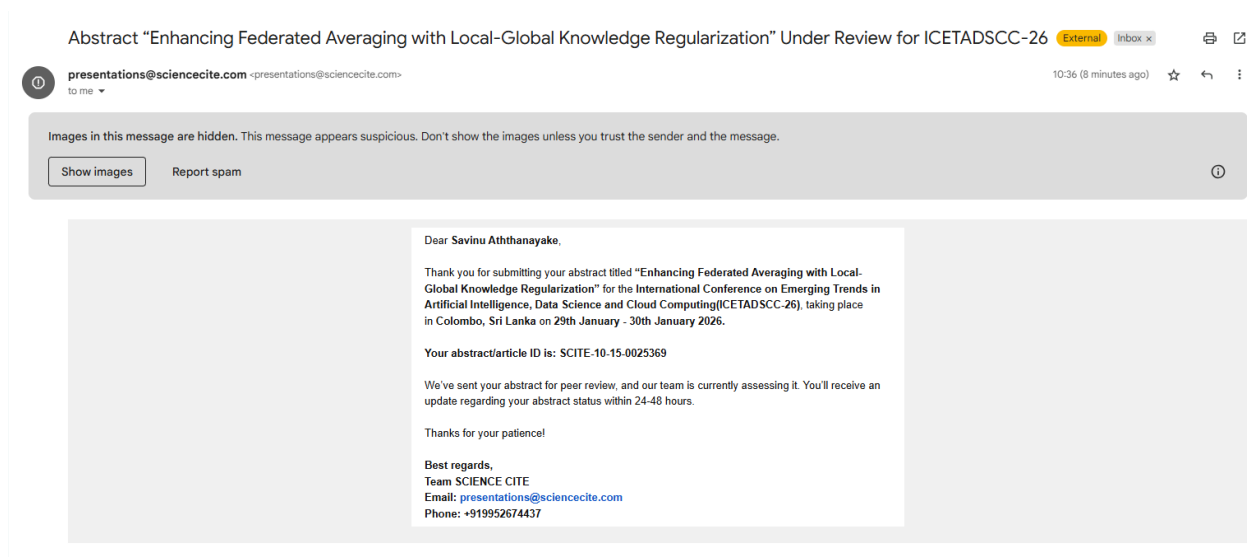 Abstract “Enhancing Federated Averaging with Local-Global Knowledge Regularization” Under Review for ICETADSCC-26 External Inbox x
presentations@sciencecite.com <presentations@sciencecite.com>
10:36 (8 minutes ago)
to me
Images in this message are hidden. This message appears suspicious. Don't show the images unless you trust the sender and the message.
Show images Report spam
Dear Savinu Aththanayake,
Thank you for submitting your abstract titled “Enhancing Federated Averaging with Local-
Global Knowledge Regularization” for the International Conference on Emerging Trends in
Artificial Intelligence, Data Science and Cloud Computing(ICETADSCC-26), taking place
in Colombo, Sri Lanka on 29th January - 30th January 2026.
Your abstract/article ID is: SCITE-10-15-0025369
We’ve sent your abstract for peer review, and our team is currently assessing it. You’ll receive an
update regarding your abstract status within 24-48 hours.
Thanks for your patience!
Best regards,
Team SCIENCE CITE
Email: presentations@sciencecite.com
Phone: +919952674437